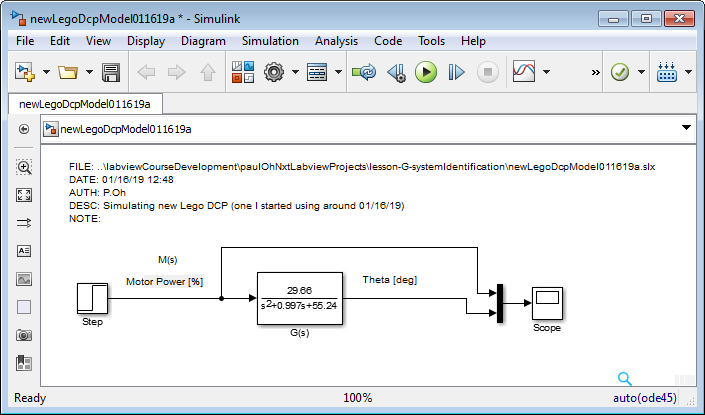 newLegoDcpModel011619a * - Simulink
File Edit View Display Diagram Simulation Analysis Code Tools Help
»
newLegoDcpModel011619a
newLegoDcpModel011619a
FILE: ..\labviewCourseDevelopment\paulOhNxtLabviewProjects\lesson-G-systemIdentification\newLegoDcpModel011619a.slx
DATE: 01/16/19 12:48
AUTH: P.Oh
DESC: Simulating new Lego DCP (one I started using around 01/16/19)
NOTE:
M(s)
Motor Power [%]
Theta [deg]
29.66
s2+0.997s+55.24
Step
G(s)
Scope
Ready 100% auto(ode45)